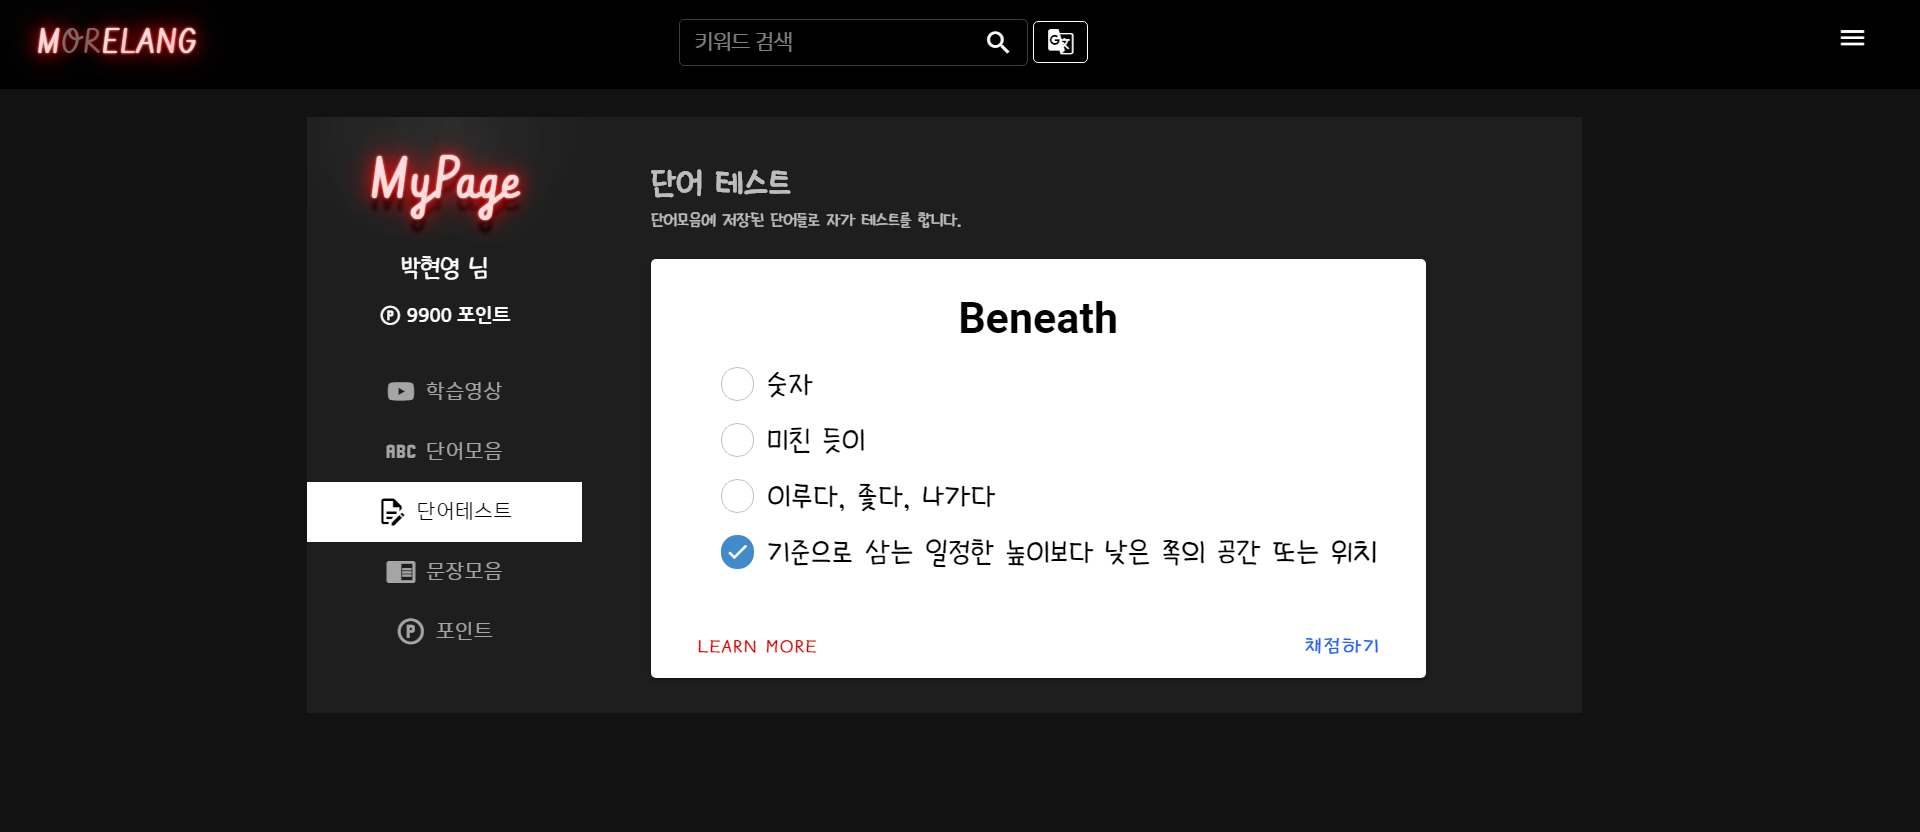 MORELANG
키워드 검색
MyPage
박현영 님
9900 포인트
학습영상
ABC 단어모음
단어테스트
문장모음
포인트
단어 테스트
단어모음에 저장된 단어들로 자가 테스트를 합니다.
Beneath
숫자
미친 듯이
이루다, 좇다, 나가다
기준으로 삼는 일정한 높이보다 낮은 쪽의 공간 또는 위치
LEARN MORE
채점하기